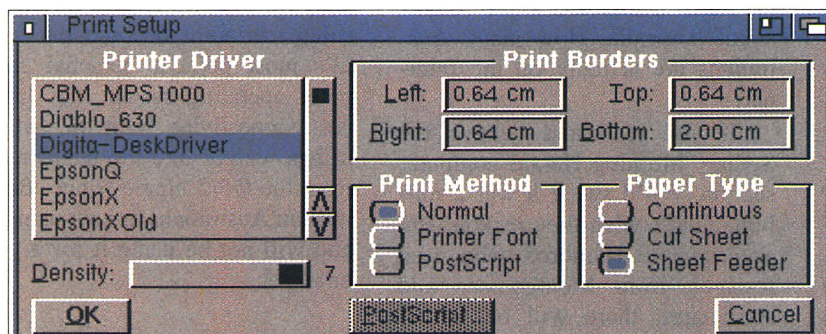 Print Setup
Printer Driver
CBM_MPS1000
Diablo_630
Digita-DeskDriver
EpsonQ
EpsonX
EpsonXOld
Density: 7
Print Borders
Left: 0.64 cm Top: 0.64 cm
Right: 0.64 cm Bottom: 2.00 cm
Print Method
Normal
Printer Font
PostScript
Paper Type
Continuous
Cut Sheet
Sheet Feeder
OK PostScript Cancel